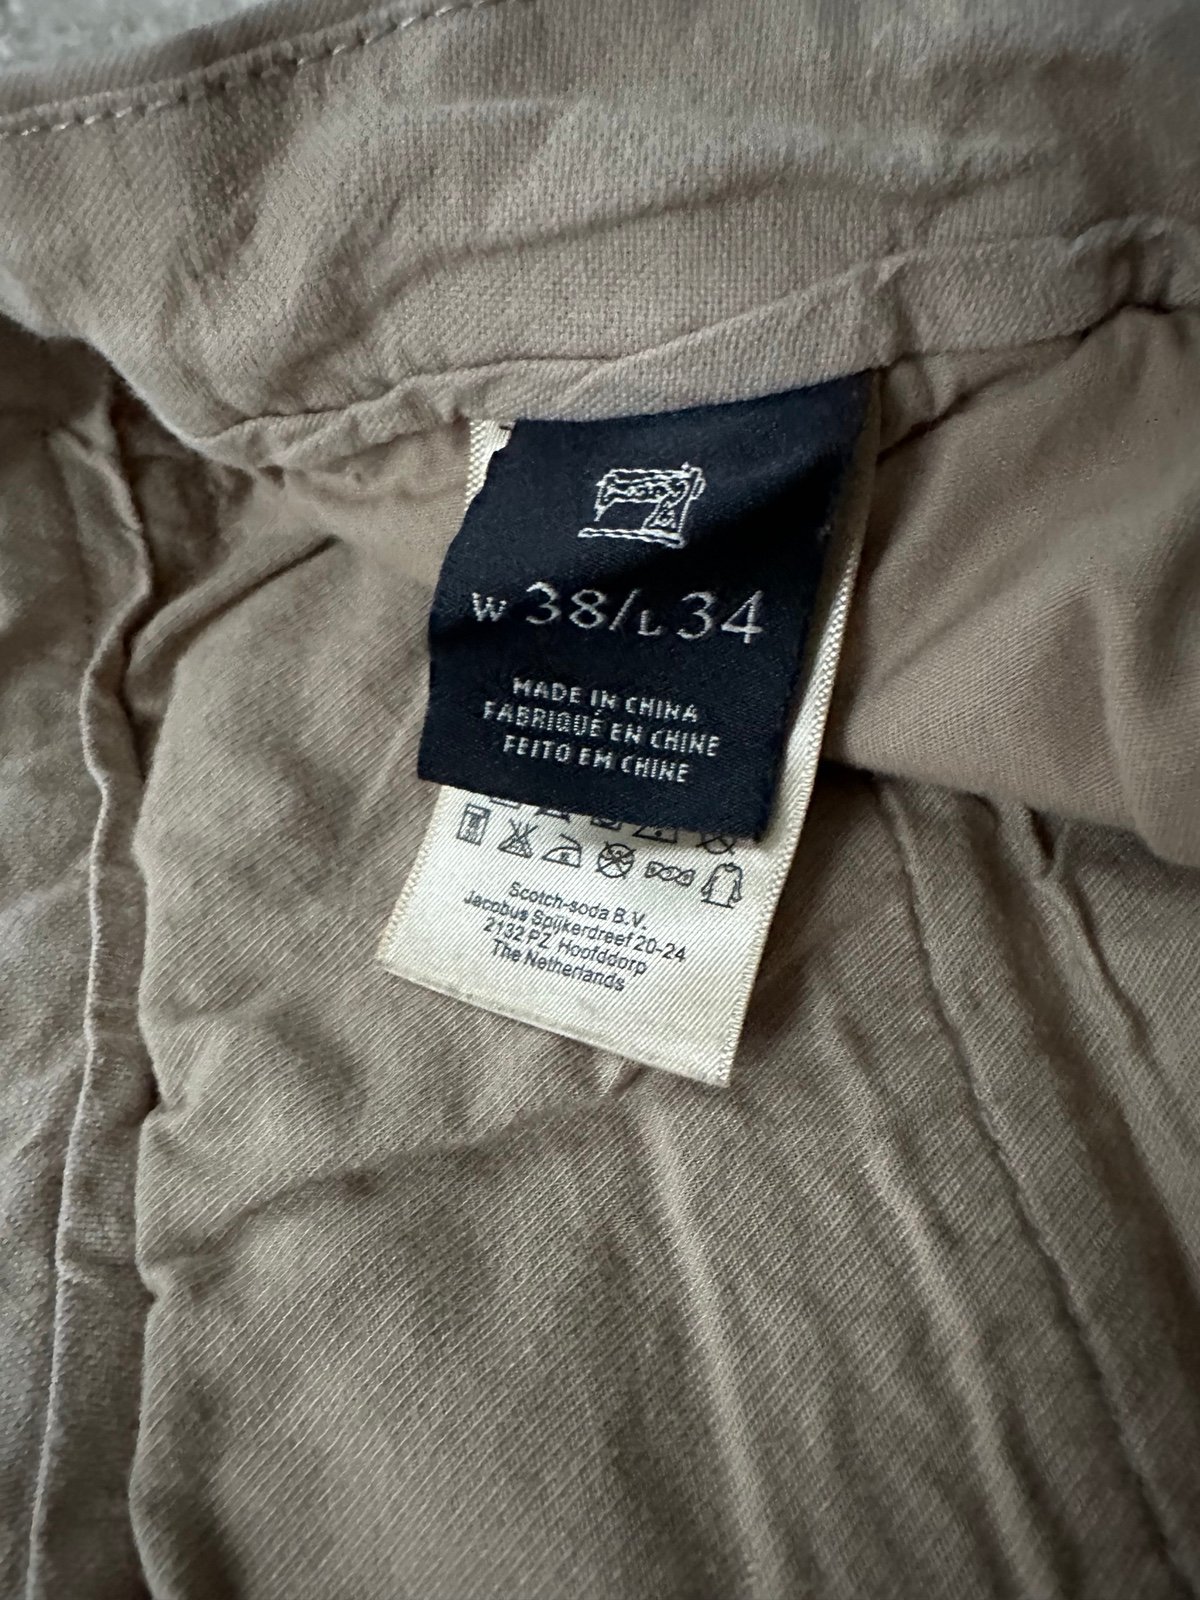 W 38/L 34
MADE IN CHINA
FABRIQUÉ EN CHINE
FEITO EM CHINE
Scotch-soda B.V.
Jacobus Spijkerdreef 20-24
2132 PZ Hoofddorp
The Netherlands